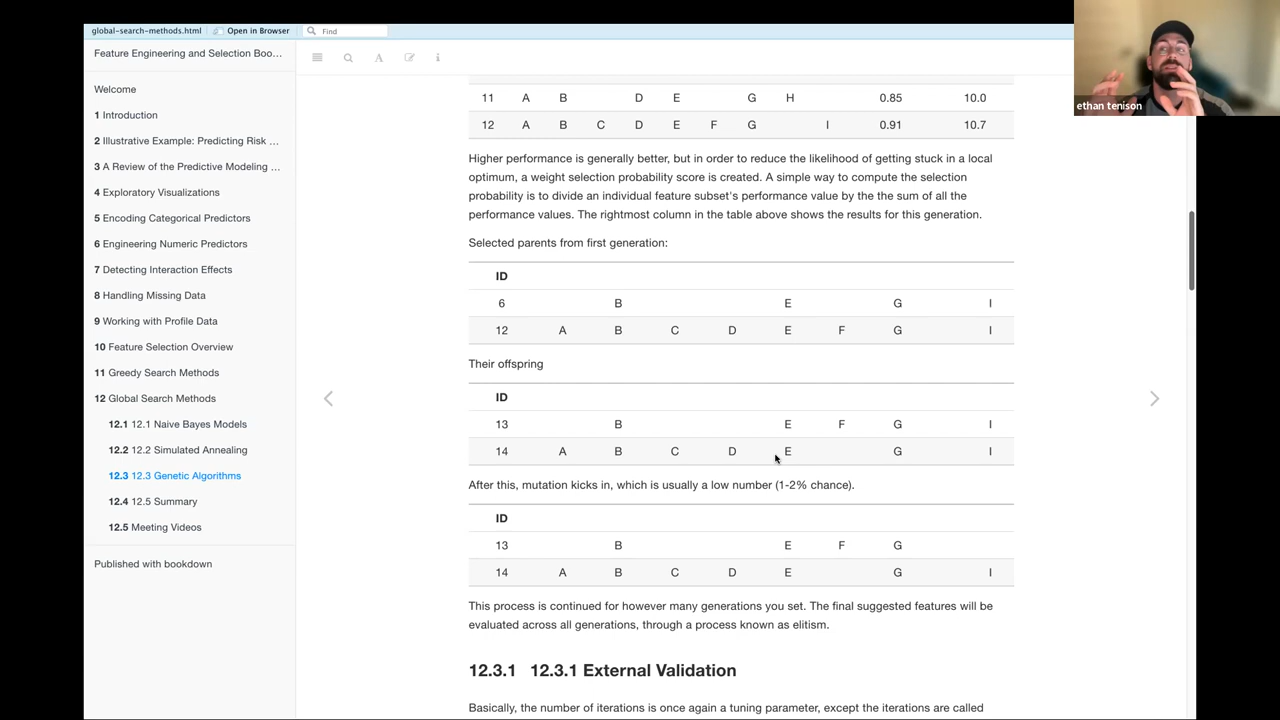 global-search-methods.html Open in Browser Find
Feature Engineering and Selection Boo…
Welcome
1 Introduction
2 Illustrative Example: Predicting Risk …
3 A Review of the Predictive Modeling …
4 Exploratory Visualizations
5 Encoding Categorical Predictors
6 Engineering Numeric Predictors
7 Detecting Interaction Effects
8 Handling Missing Data
9 Working with Profile Data
10 Feature Selection Overview
11 Greedy Search Methods
12 Global Search Methods
12.1 12.1 Naive Bayes Models
12.2 12.2 Simulated Annealing
12.3 12.3 Genetic Algorithms
12.4 12.5 Summary
12.5 Meeting Videos
Published with bookdown
11 A B D E G H 0.85 10.0
12 A B C D E F G I 0.91 10.7
Higher performance is generally better, but in order to reduce the likelihood of getting stuck in a local
optimum, a weight selection probability score is created. A simple way to compute the selection
probability is to divide an individual feature subset's performance value by the the sum of all the
performance values. The rightmost column in the table above shows the results for this generation.
Selected parents from first generation:
ID
6 B E G I
12 A B C D E F G I
Their offspring
ID
13 B E F G I
14 A B C D E G I
After this, mutation kicks in, which is usually a low number (1-2% chance).
ID
13 B E F G
14 A B C D E G I
This process is continued for however many generations you set. The final suggested features will be
evaluated across all generations, through a process known as elitism.
12.3.1 12.3.1 External Validation
Basically, the number of iterations is once again a tuning parameter, except the iterations are called
ethan tenison